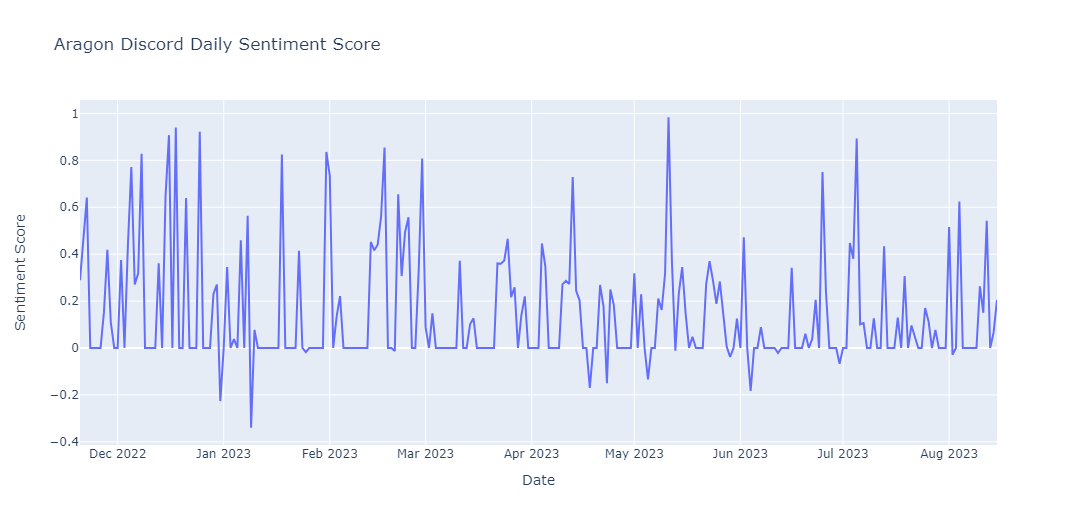 Aragon Discord Daily Sentiment Score
1
0.8
0.6
0.4
0.2
0
−0.2
−0.4
Sentiment Score
Dec 2022 Jan 2023 Feb 2023 Mar 2023 Apr 2023 May 2023 Jun 2023 Jul 2023 Aug 2023
Date